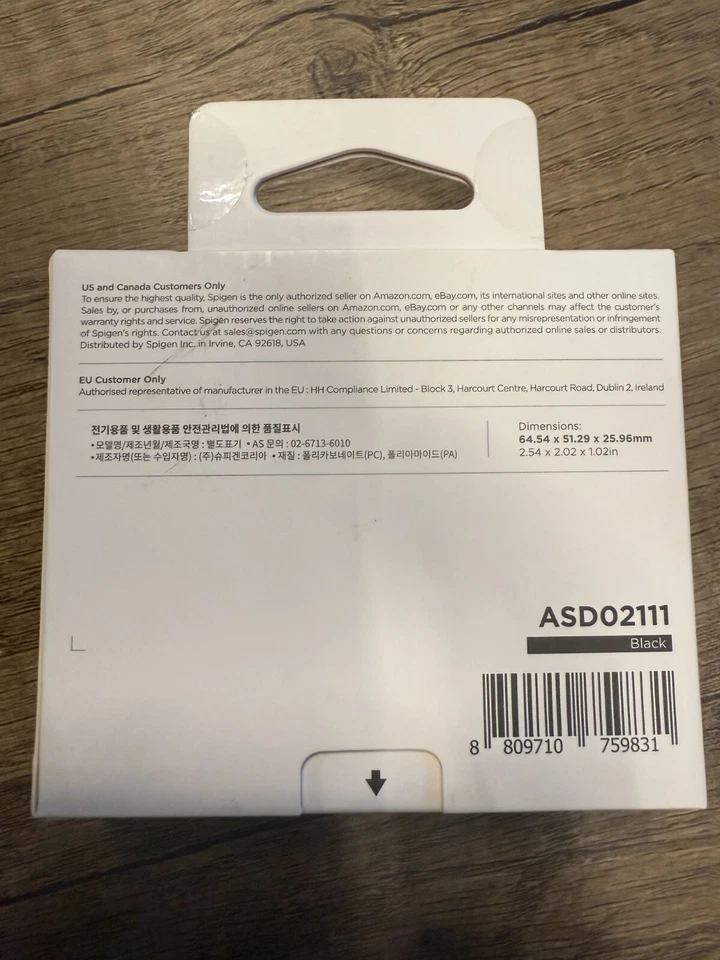 US and Canada Customers Only
To ensure the highest quality, Spigen is the only authorized seller on Amazon.com, eBay.com, its international sites and other online sites.
Sales by, or purchases from, unauthorized online sellers on Amazon.com, eBay.com or any other channels may affect the customer's
warranty rights and service. Spigen reserves the right to take action against unauthorized sellers for any misrepresentation or infringement
of Spigen's rights. Contact us at sales@spigen.com with any questions or concerns regarding authorized online sales or distributors.
Distributed by Spigen Inc. in Irvine, CA 92618, USA
EU Customer Only
Authorised representative of manufacturer in the EU : HH Compliance Limited - Block 3, Harcourt Centre, Harcourt Road, Dublin 2, Ireland
전기용품 및 생활용품 안전관리법에 의한 품질표시
•모델명/제조년월/제조국명 : 별도표기 •AS 문의 : 02-6713-6010
•제조자명(또는 수입자명) : (주)슈피겐코리아 •재질 : 폴리카보네이트(PC), 폴리아마이드(PA)
Dimensions:
64.54 x 51.29 x 25.96mm
2.54 x 2.02 x 1.02in
ASD02111
Black
8 809710 759831